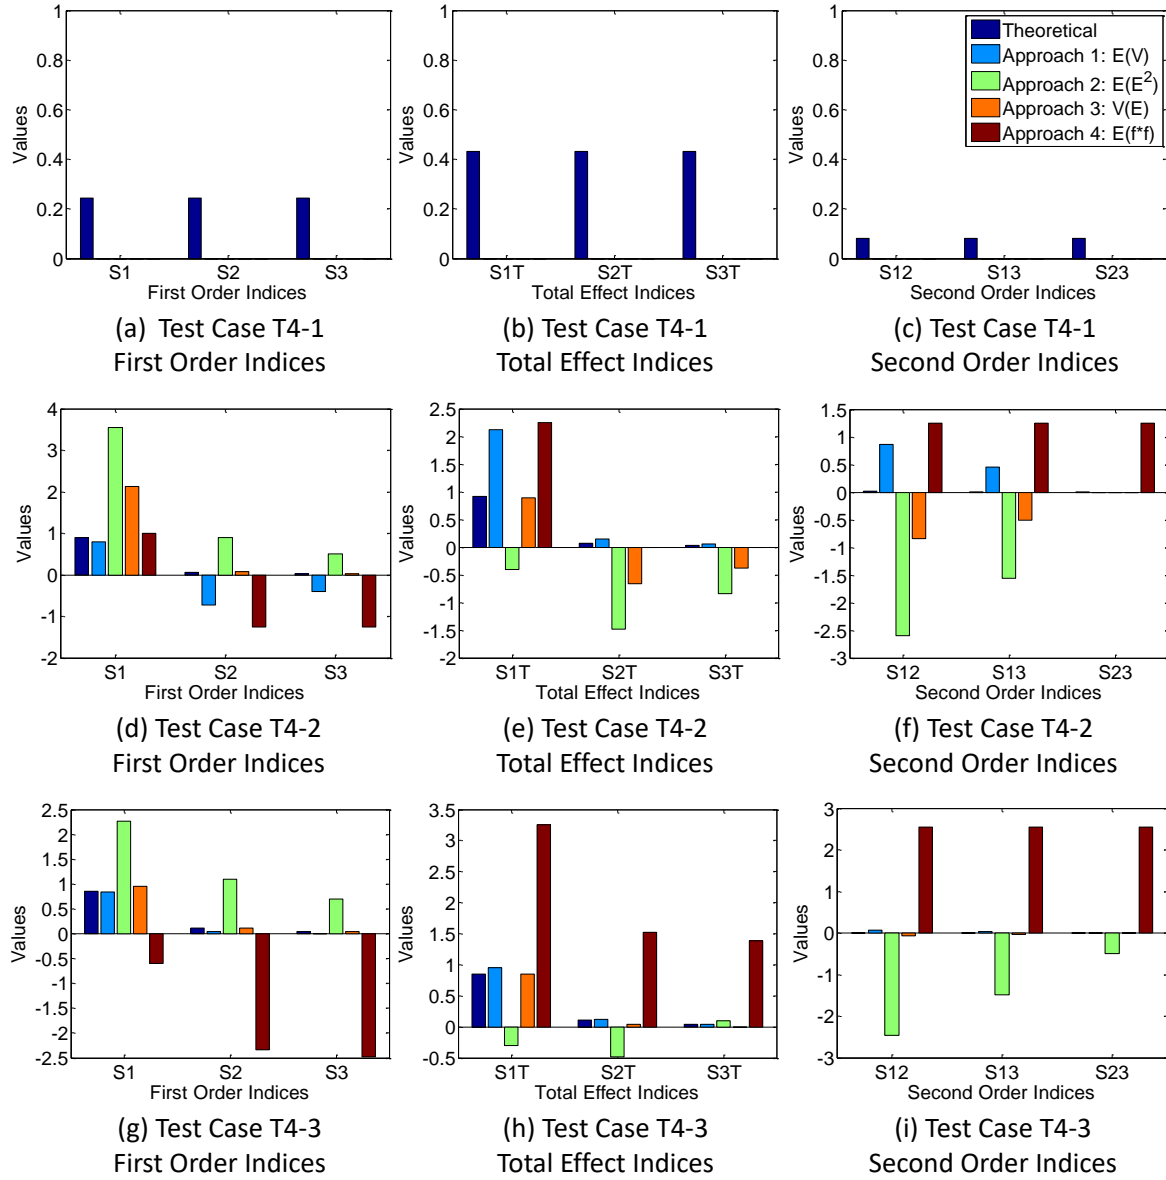 1
0.8
0.6
0.4
0.2
0
Values
S1 S2 S3
First Order Indices
(a) Test Case T4-1
First Order Indices
1
0.8
0.6
0.4
0.2
0
Values
S1T S2T S3T
Total Effect Indices
(b) Test Case T4-1
Total Effect Indices
1
0.8
0.6
0.4
0.2
0
Values
Theoretical
Approach 1: E(V)
Approach 2: E(E²)
Approach 3: V(E)
Approach 4: E(f*f)
S12 S13 S23
Second Order Indices
(c) Test Case T4-1
Second Order Indices
4
3
2
1
0
-1
-2
Values
S1 S2 S3
First Order Indices
(d) Test Case T4-2
First Order Indices
2.5
2
1.5
1
0.5
0
-0.5
-1
-1.5
-2
Values
S1T S2T S3T
Total Effect Indices
(e) Test Case T4-2
Total Effect Indices
1.5
1
0.5
0
-0.5
-1
-1.5
-2
-2.5
-3
Values
S12 S13 S23
Second Order Indices
(f) Test Case T4-2
Second Order Indices
2.5
2
1.5
1
0.5
0
-0.5
-1
-1.5
-2
-2.5
Values
S1 S2 S3
First Order Indices
(g) Test Case T4-3
First Order Indices
3.5
3
2.5
2
1.5
1
0.5
0
-0.5
Values
S1T S2T S3T
Total Effect Indices
(h) Test Case T4-3
Total Effect Indices
3
2
1
0
-1
-2
-3
Values
S12 S13 S23
Second Order Indices
(i) Test Case T4-3
Second Order Indices